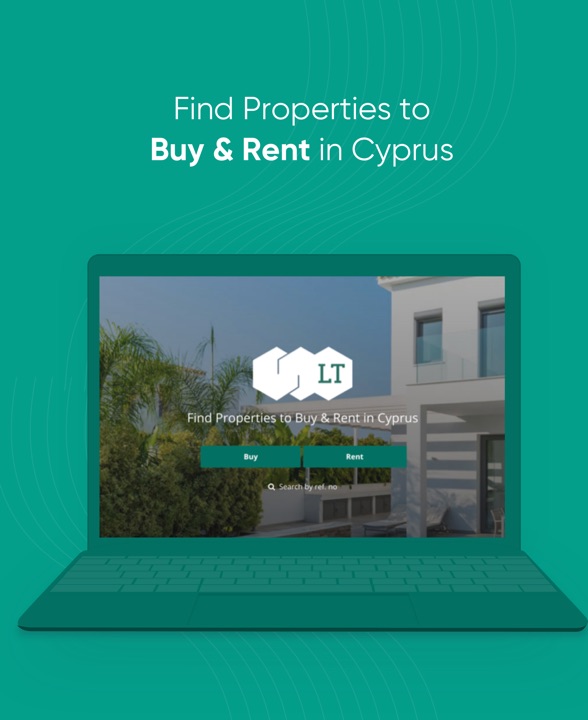 Find Properties to
Buy & Rent in Cyprus
LT
Find Properties to Buy & Rent in Cyprus
Buy
Rent
Search by ref. no